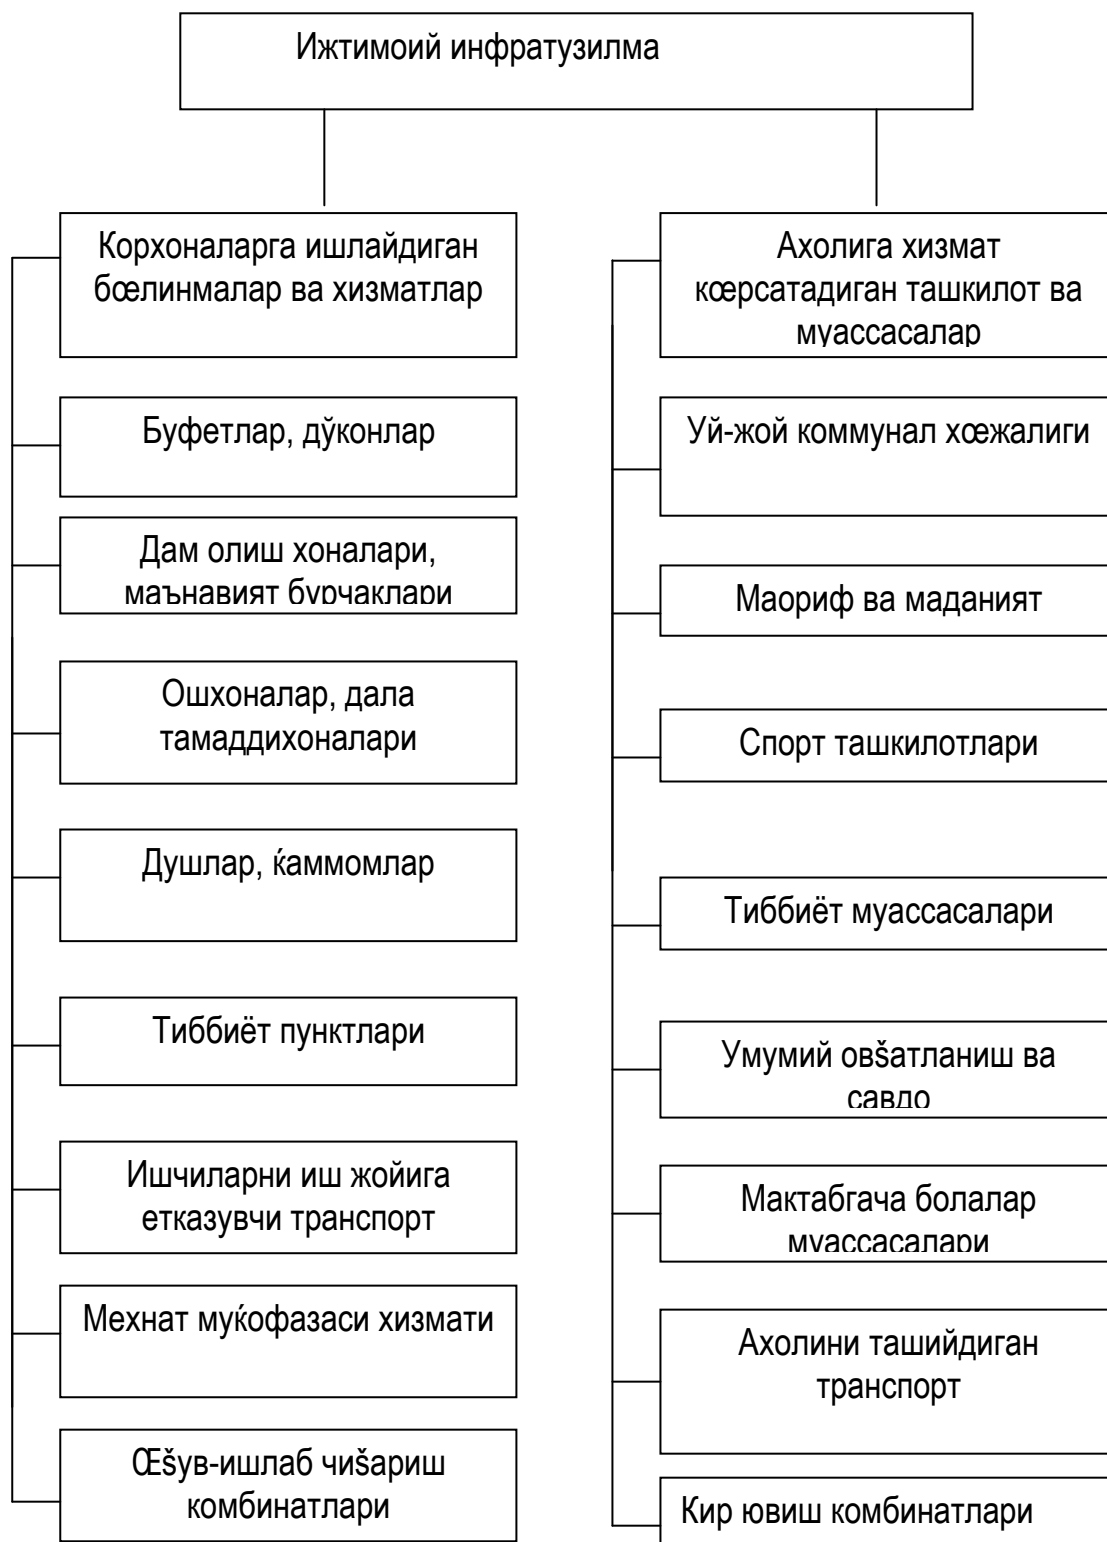 Ижтимоий инфратузилма
Корхоналарга ишлайдиган
бœлинмалар ва хизматлар
Буфетлар, дўконлар
Дам олиш хоналари,
маънавият бурчаклари
Ошхоналар, дала
тамаддихоналари
Душлар, ќаммомлар
Тиббиёт пунктлари
Ишчиларни иш жойига
етказувчи транспорт
Мехнат муќофазаси хизмати
Œšув-ишлаб чиšариш
комбинатлари
Ахолига хизмат
кœрсатадиган ташкилот ва
муассасалар
Уй-жой коммунал хœжалиги
Маориф ва маданият
Спорт ташкилотлари
Тиббиёт муассасалари
Умумий овšатланиш ва
савдо
Мактабгача болалар
муассасалари
Ахолини ташийдиган
транспорт
Кир ювиш комбинатлари